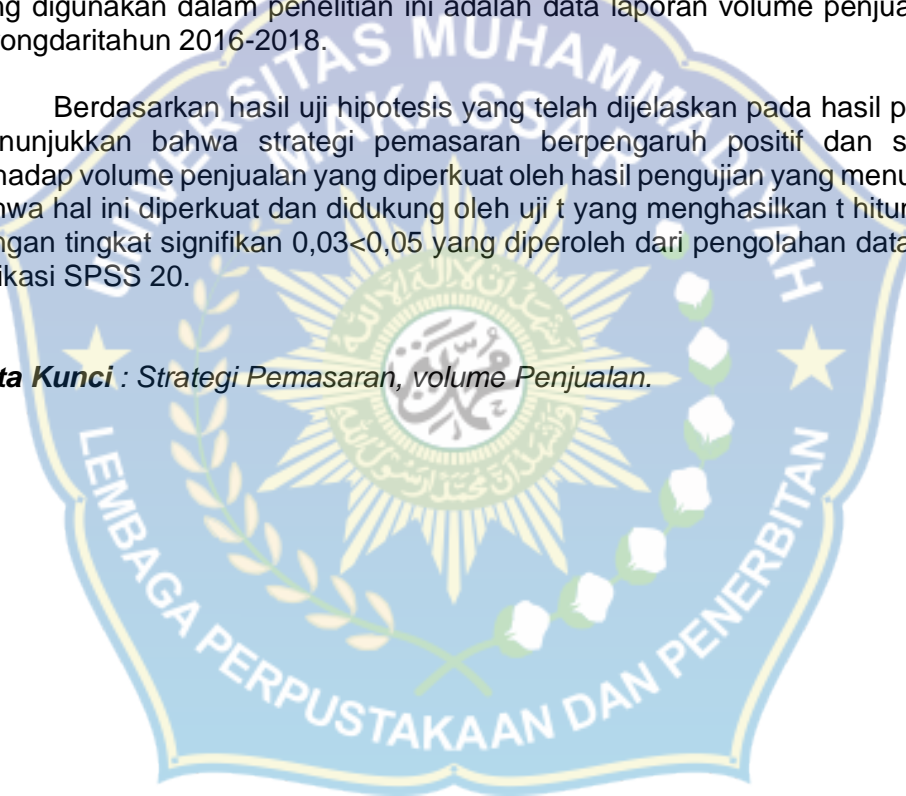 ng digunakan dalam penelitian ini adalah data laporan volume penjua
ongdaritahun 2016-2018.
Berdasarkan hasil uji hipotesis yang telah dijelaskan pada hasil p
nunjukkan bahwa strategi pemasaran berpengaruh positif dan s
hadap volume penjualan yang diperkuat oleh hasil pengujian yang menu
hwa hal ini diperkuat dan didukung oleh uji t yang menghasilkan t hitun
ngan tingkat signifikan 0,03<0,05 yang diperoleh dari pengolahan data
ikasi SPSS 20.
ta Kunci : Strategi Pemasaran, volume Penjualan.
UNIVERSITAS MUHAMMADIYAH
MAKASSAR
LEMBAGA PERPUSTAKAAN DAN PENERBITAN